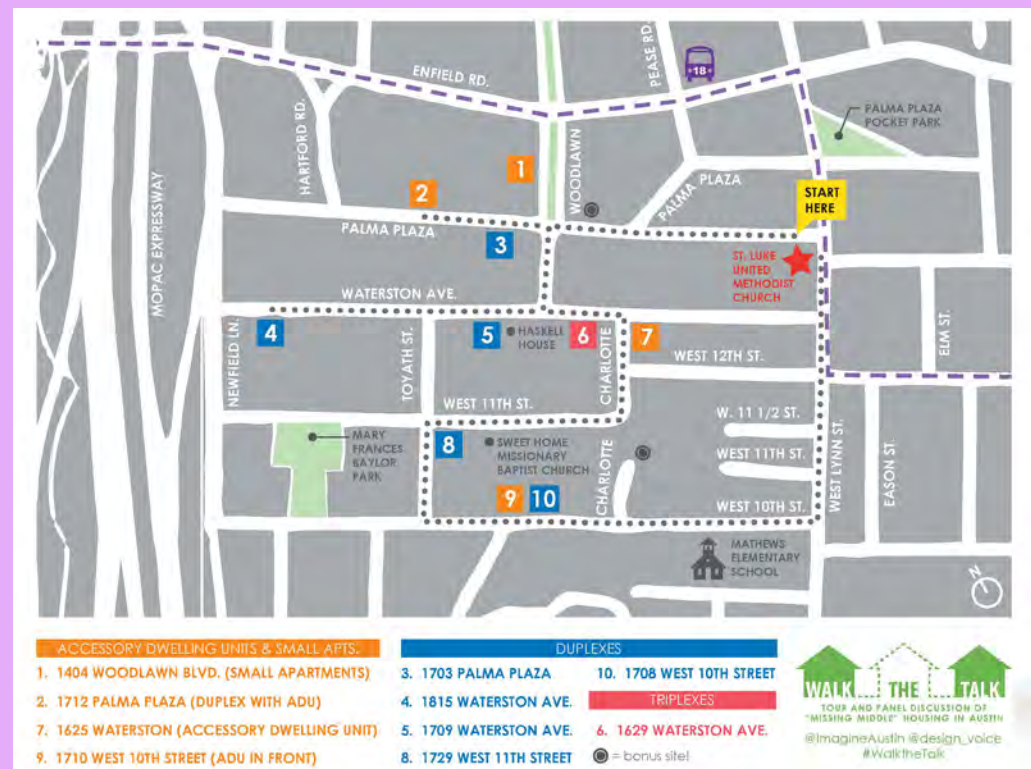 ENFIELD RD.
PEASE RD.
18
PALMA PLAZA
POCKET PARK
HARTFORD RD.
MOPAC EXPRESSWAY
WOODLAWN
1
2
PALMA PLAZA
START
HERE
PALMA PLAZA
3
ST. LUKE
UNITED
METHODIST
CHURCH
WATERSTON AVE.
4
5
HASKELL
HOUSE
6
7
CHARLOTTE
WEST 12TH ST.
ELM ST.
NEWFIELD LN.
TOYATH ST.
WEST 11TH ST.
W. 11 1/2 ST.
MARY
FRANCES
BAYLOR
PARK
8
SWEET HOME
MISSIONARY
BAPTIST CHURCH
WEST 11TH ST.
WEST LYNN ST.
EASON ST.
9
10
CHARLOTTE
WEST 10TH ST.
MATHEWS
ELEMENTARY
SCHOOL
N
ACCESSORY DWELLING UNITS & SMALL APTS.
1. 1404 WOODLAWN BLVD. (SMALL APARTMENTS)
2. 1712 PALMA PLAZA (DUPLEX WITH ADU)
7. 1625 WATERSTON (ACCESSORY DWELLING UNIT)
9. 1710 WEST 10TH STREET (ADU IN FRONT)
DUPLEXES
3. 1703 PALMA PLAZA
4. 1815 WATERSTON AVE.
5. 1709 WATERSTON AVE.
8. 1729 WEST 11TH STREET
10. 1708 WEST 10TH STREET
TRIPLEXES
6. 1629 WATERSTON AVE.
= bonus site!
WALK THE TALK
TOUR AND PANEL DISCUSSION OF
"MISSING MIDDLE" HOUSING IN AUSTIN
@ImagineAustin @design_voice
#WalktheTalk